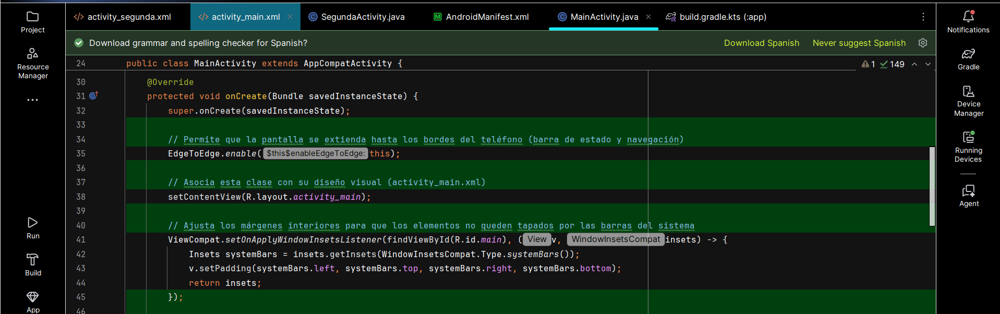 Project
Resource
Manager
Run
Build
App
activity_segunda.xml
activity_main.xml
SegundaActivity.java
AndroidManifest.xml
MainActivity.java
build.gradle.kts (:app)
Download grammar and spelling checker for Spanish?
Download Spanish
Never suggest Spanish
24 public class MainActivity extends AppCompatActivity {
1 149
30 @Override
31 protected void onCreate(Bundle savedInstanceState) {
32 super.onCreate(savedInstanceState);
33
34 // Permite que la pantalla se extienda hasta los bordes del teléfono (barra de estado y navegación)
35 EdgeToEdge.enable( $this$enableEdgeToEdge: this);
36
37 // Asocia esta clase con su diseño visual (activity_main.xml)
38 setContentView(R.layout.activity_main);
39
40 // Ajusta los márgenes interiores para que los elementos no queden tapados por las barras del sistema
41 ViewCompat.setOnApplyWindowInsetsListener(findViewById(R.id.main), ( View v, WindowInsetsCompat insets) -> {
42 Insets systemBars = insets.getInsets(WindowInsetsCompat.Type.systemBars());
43 v.setPadding(systemBars.left, systemBars.top, systemBars.right, systemBars.bottom);
44 return insets;
45 });
46
Notifications
Gradle
Device
Manager
Running
Devices
Agent